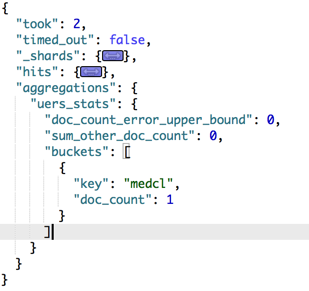 {
"took": 2,
"timed_out": false,
"_shards": {↔},
"hits": {↔},
"aggregations": {
"uers_stats": {
"doc_count_error_upper_bound": 0,
"sum_other_doc_count": 0,
"buckets": [
{
"key": "medcl",
"doc_count": 1
}
]
}
}
}